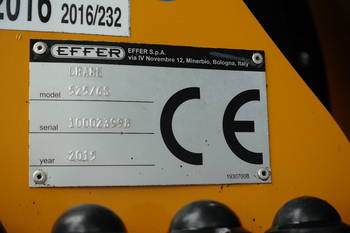 2016 2016/232
EFFER EFFER S.p.A.
via IV Novembre 12, Minerbio, Bologna, Italy
CRANE
model 525/6S
serial 100023598
year 2015
CE
19307008